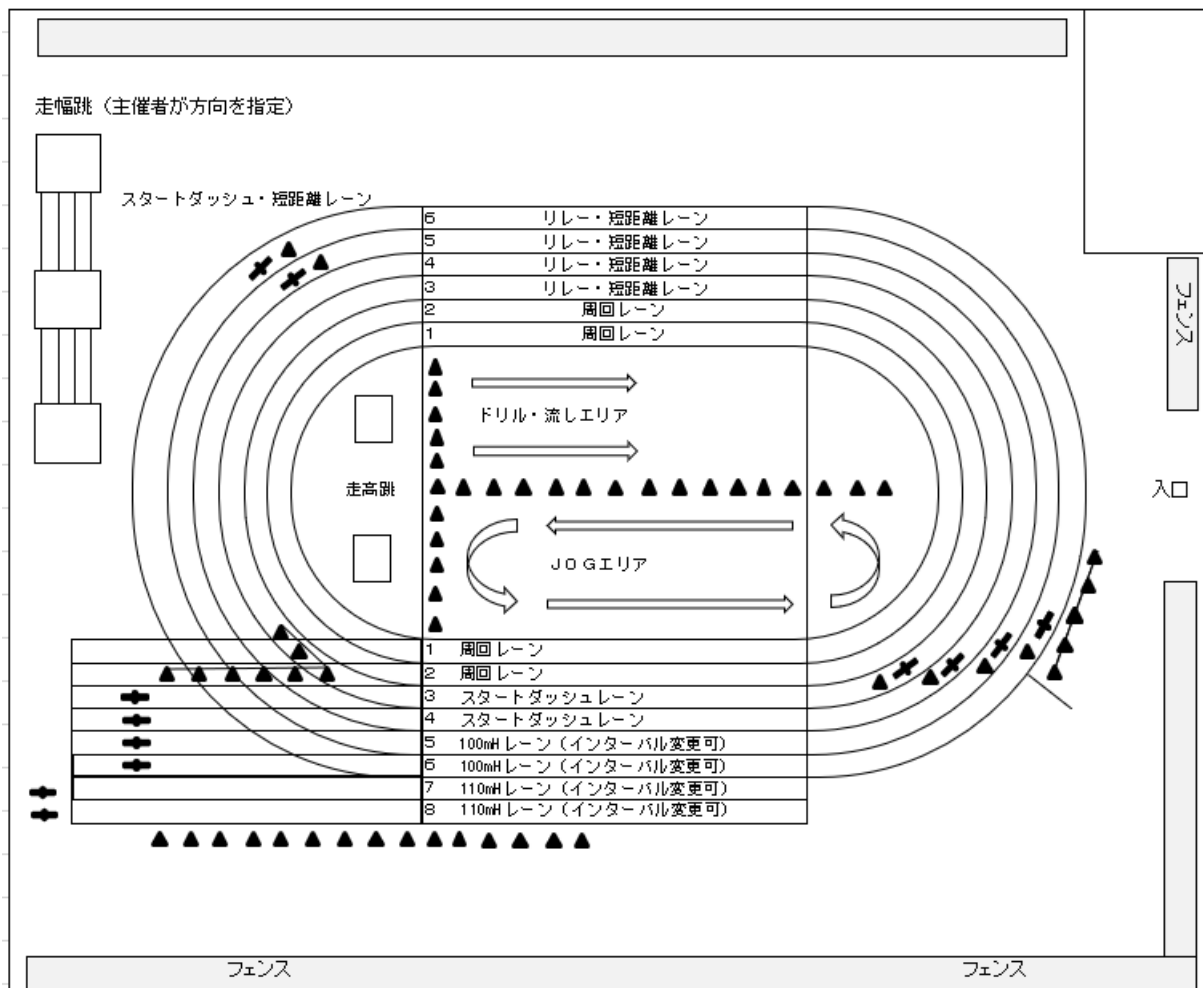 走幅跳（主催者が方向を指定）
スタートダッシュ・短距離レーン
6 リレー・短距離レーン
5 リレー・短距離レーン
4 リレー・短距離レーン
3 リレー・短距離レーン
2 周回レーン
1 周回レーン
フェンス
ドリル・流しエリア
走高跳
入口
JOGエリア
1 周回レーン
2 周回レーン
3 スタートダッシュレーン
4 スタートダッシュレーン
5 100mHレーン（インターバル変更可）
6 100mHレーン（インターバル変更可）
7 110mHレーン（インターバル変更可）
8 110mHレーン（インターバル変更可）
フェンス
フェンス